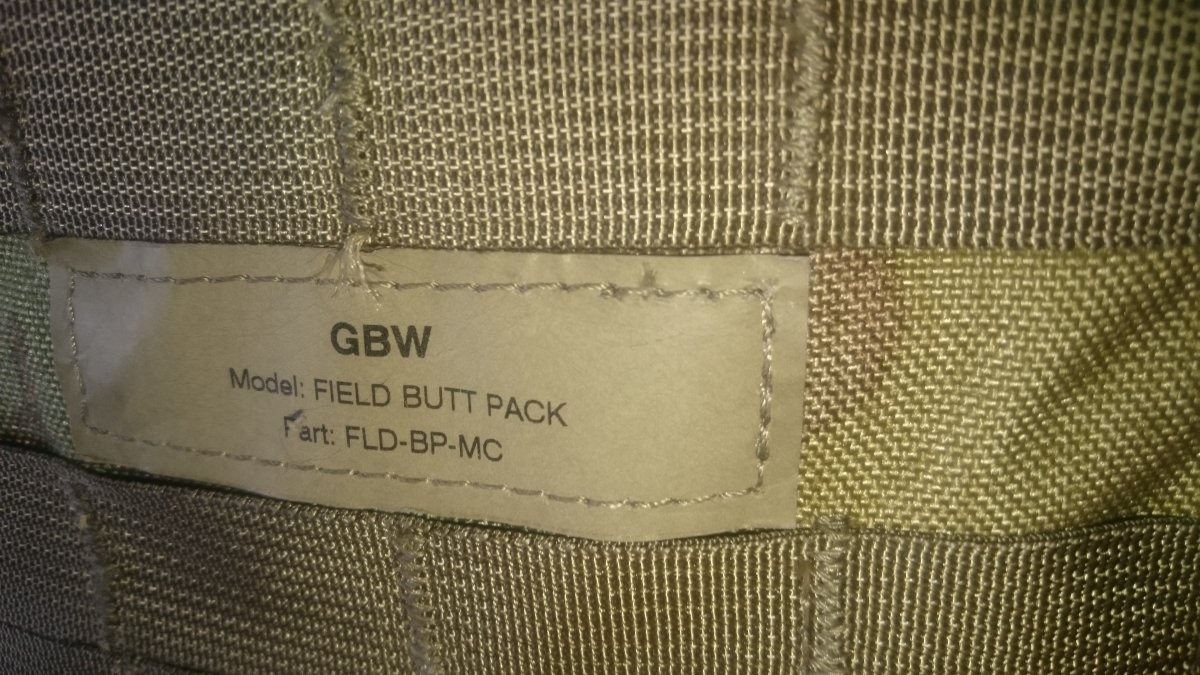 GBW
Model: FIELD BUTT PACK
Part: FLD-BP-MC